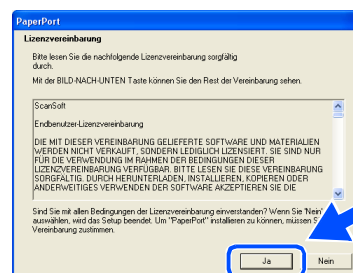 PaperPort
Lizenzvereinbarung
Bitte lesen Sie die nachfolgende Lizenzvereinbarung sorgfältig
durch.
Mit der BILD-NACH-UNTEN Taste können Sie den Rest der Vereinbarung sehen.
ScanSoft
Endbenutzer-Lizenzvereinbarung
DIE MIT DIESER VEREINBARUNG GELIEFERTE SOFTWARE UND MATERIALIEN
WERDEN NICHT VERKAUFT, SONDERN LEDIGLICH LIZENSIERT. SIE SIND NUR
FÜR DIE VERWENDUNG IM RAHMEN DER BEDINGUNGEN DIESER
LIZENZVEREINBARUNG VERFÜGBAR. BITTE LESEN SIE DIESE VEREINBARUNG
SORGFÄLTIG. DURCH HERUNTERLADEN, INSTALLIEREN, KOPIEREN ODER
ANDERWEITIGES VERWENDEN DER SOFTWARE AKZEPTIEREN SIE DIE
Sind Sie mit allen Bedingungen der Lizenzvereinbarung einverstanden? Wenn Sie "Nein"
auswählen, wird das Setup beendet. Um "PaperPort" installieren zu können, müssen S
Vereinbarung zustimmen.
Ja
Nein